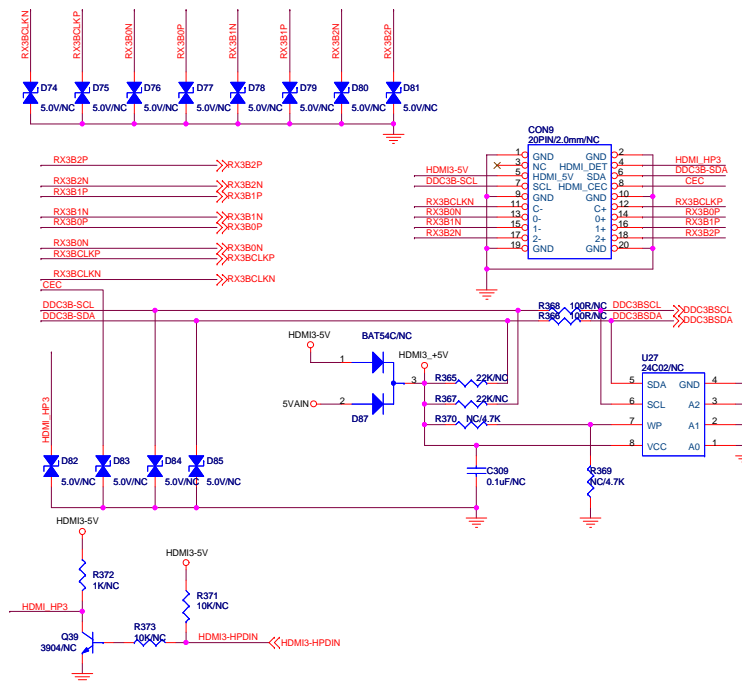 RX3BCLKN
RX3BCLKP
RX3B0N
RX3B0P
RX3B1N
RX3B1P
RX3B2N
RX3B2P
D74 D75 D76 D77 D78 D79 D80 D81
5.0V/NC 5.0V/NC 5.0V/NC 5.0V/NC 5.0V/NC 5.0V/NC 5.0V/NC 5.0V/NC
RX3B2P RX3B2P
RX3B2N RX3B2N
RX3B1P RX3B1P
RX3B1N RX3B1N
RX3B0P RX3B0P
RX3B0N RX3B0N
RX3BCLKP RX3BCLKP
RX3BCLKN RX3BCLKN
CEC
DDC3B-SCL
DDC3B-SDA
CON9
20PIN/2.0mm/NC
1 GND GND 2
3 NC HDMI_DET 4 HDMI_HP3
HDMI3-5V 5 HDMI_5V SDA 6 DDC3B-SDA
DDC3B-SCL 7 SCL HDMI_CEC 8 CEC
9 GND GND 10
RX3BCLKN 11 C- C+ 12 RX3BCLKP
RX3B0N 13 0- 0+ 14 RX3B0P
RX3B1N 15 1- 1+ 16 RX3B1P
RX3B2N 17 2- 2+ 18 RX3B2P
19 GND GND 20
R368 100R/NC DDC3BSCL DDC3BSCL
R366 100R/NC DDC3BSDA DDC3BSDA
HDMI3-5V
BAT54C/NC
1
HDMI3_+5V
3
5VAIN 2
D87
R365 22K/NC
R367 22K/NC
R370 NC/4.7K
U27
24C02/NC
5 SDA GND 4
6 SCL A2 3
7 WP A1 2
8 VCC A0 1
C309
0.1uF/NC
R369
NC/4.7K
HDMI_HP3
D82 D83 D84 D85
5.0V/NC 5.0V/NC 5.0V/NC 5.0V/NC
HDMI3-5V
R372
1K/NC
HDMI_HP3
Q39
3904/NC
R373
10K/NC
HDMI3-5V
R371
10K/NC
HDMI3-HPDIN HDMI3-HPDIN